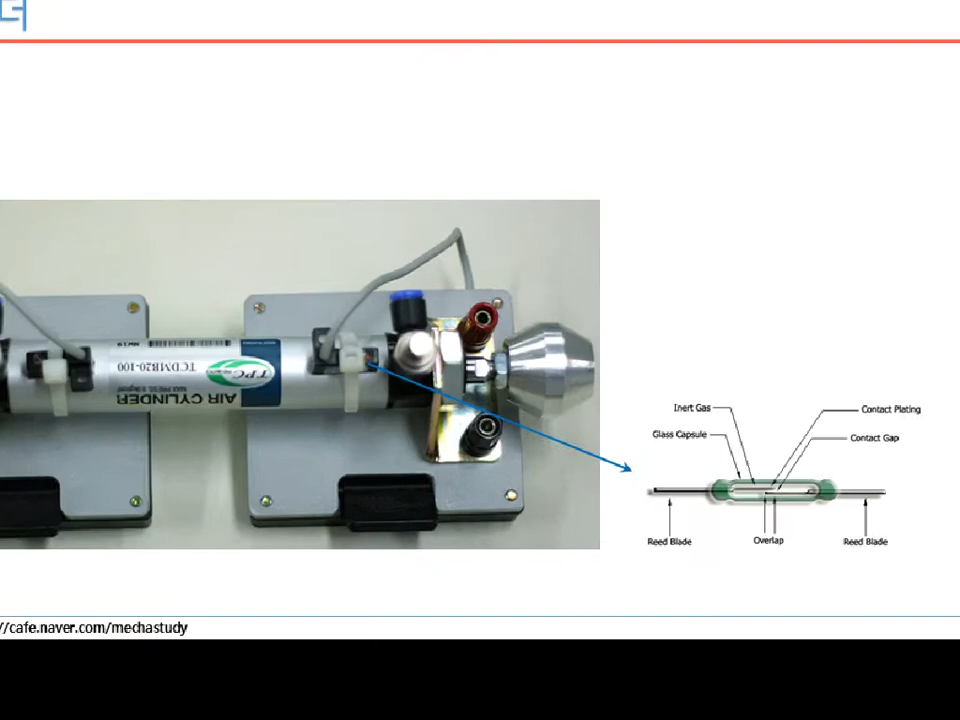 TCDMB20-100
TPC
AIR CYLINDER
Inert Gas
Contact Plating
Glass Capsule
Contact Gap
Reed Blade
Overlap
Reed Blade
//cafe.naver.com/mechastudy